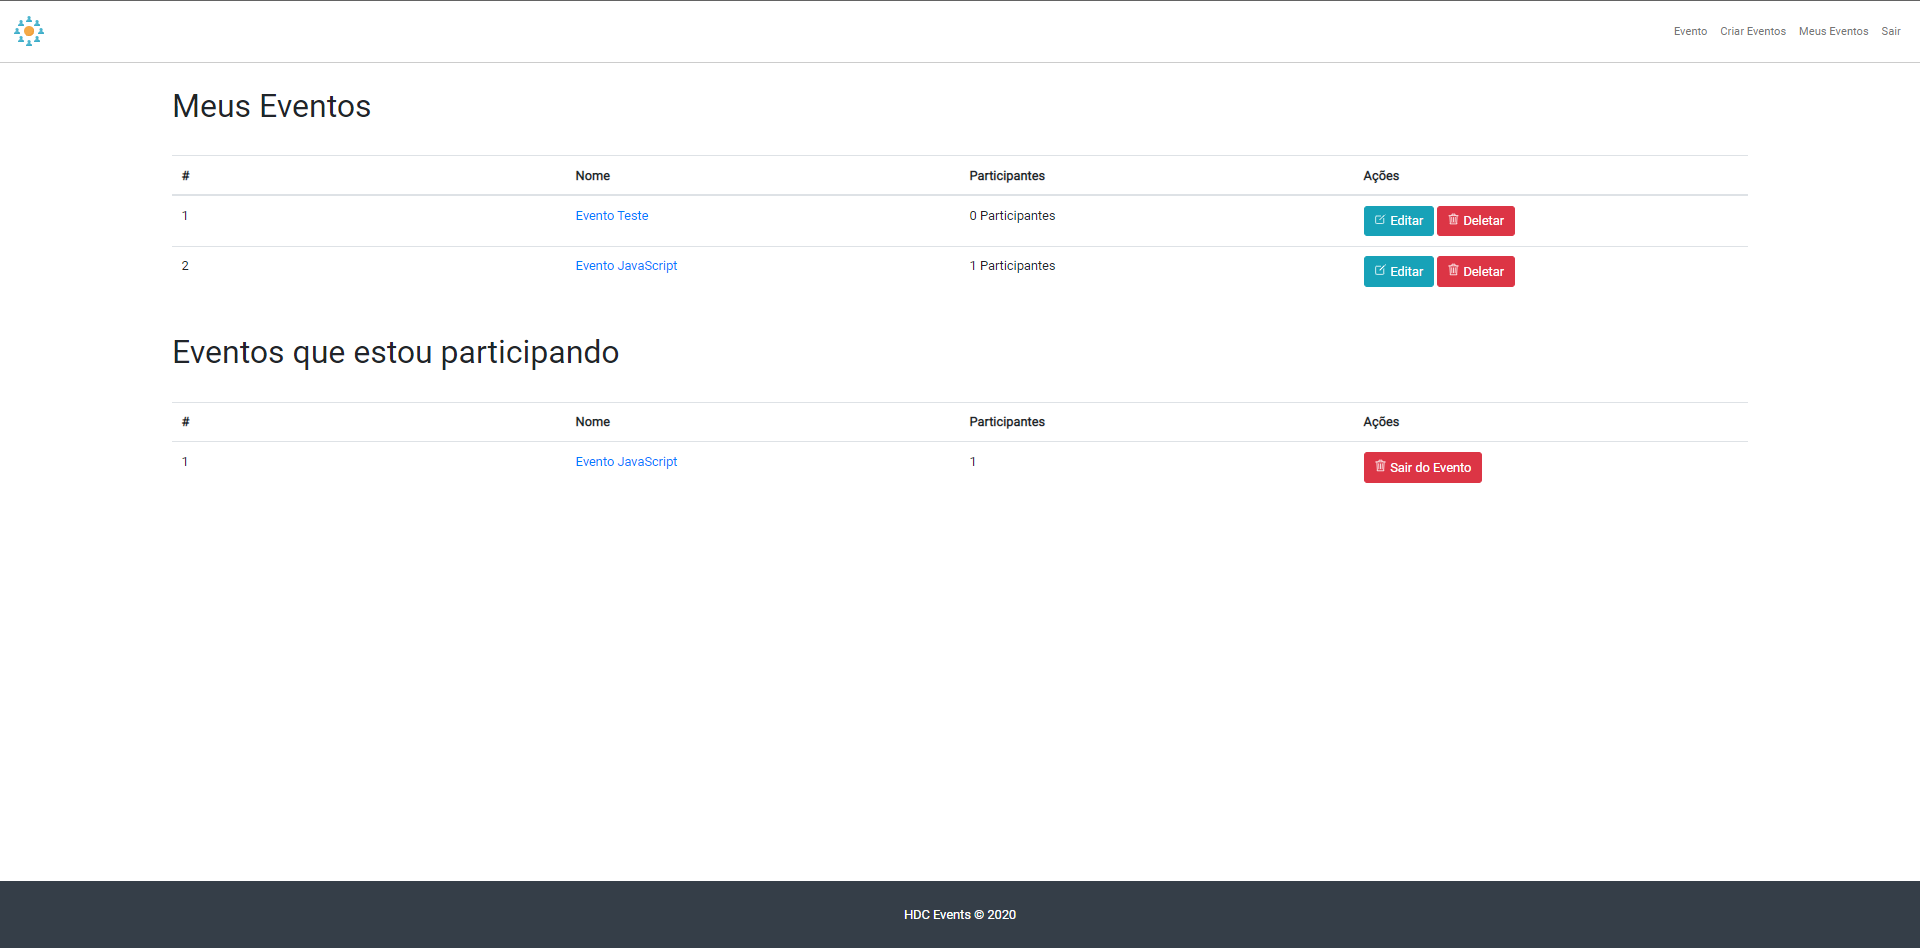 Evento Criar Eventos Meus Eventos Sair
Meus Eventos
# Nome Participantes Ações
1 Evento Teste 0 Participantes Editar Deletar
2 Evento JavaScript 1 Participantes Editar Deletar
Eventos que estou participando
# Nome Participantes Ações
1 Evento JavaScript 1 Sair do Evento
HDC Events © 2020